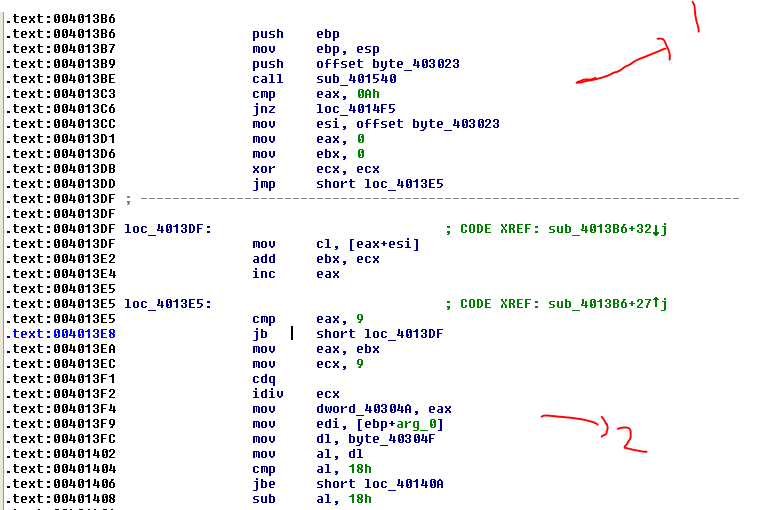 .text:004013B6
.text:004013B6 push ebp
.text:004013B7 mov ebp, esp
.text:004013B9 push offset byte_403023
.text:004013BE call sub_401540
.text:004013C3 cmp eax, 0Ah
.text:004013C6 jnz loc_4014F5
.text:004013CC mov esi, offset byte_403023
.text:004013D1 mov eax, 0
.text:004013D6 mov ebx, 0
.text:004013DB xor ecx, ecx
.text:004013DD jmp short loc_4013E5
.text:004013DF ; ---------------------------------------------------------------------------
.text:004013DF
.text:004013DF loc_4013DF: ; CODE XREF: sub_4013B6+32↓j
.text:004013DF mov cl, [eax+esi]
.text:004013E2 add ebx, ecx
.text:004013E4 inc eax
.text:004013E5
.text:004013E5 loc_4013E5: ; CODE XREF: sub_4013B6+27↑j
.text:004013E5 cmp eax, 9
.text:004013E8 jb short loc_4013DF
.text:004013EA mov eax, ebx
.text:004013EC mov ecx, 9
.text:004013F1 cdq
.text:004013F2 idiv ecx
.text:004013F4 mov dword_40304A, eax
.text:004013F9 mov edi, [ebp+arg_0]
.text:004013FC mov dl, byte_40304F
.text:00401402 mov al, dl
.text:00401404 cmp al, 18h
.text:00401406 jbe short loc_40140A
.text:00401408 sub al, 18h
1
2